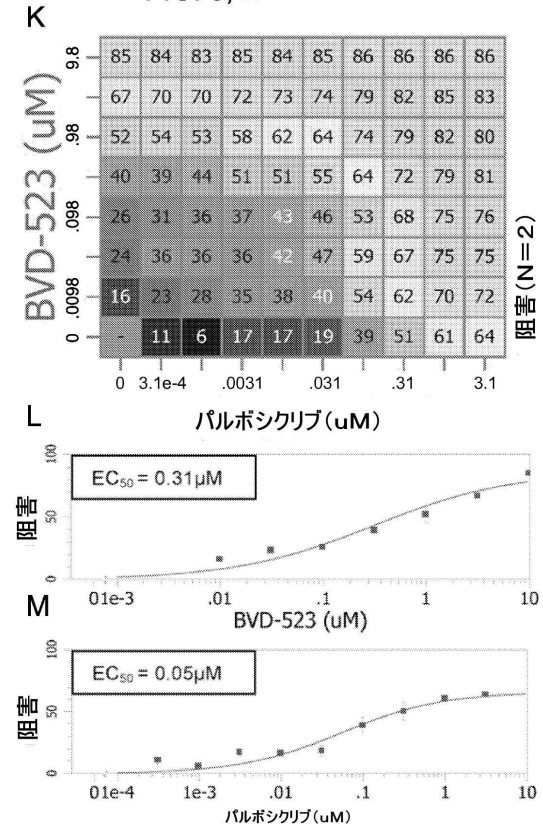 K
9.8 85 84 83 85 84 85 86 86 86 86
67 70 70 72 73 74 79 82 85 83
.98 52 54 53 58 62 64 74 79 82 80
40 39 44 51 51 55 64 72 79 81
.098 26 31 36 37 43 46 53 68 75 76
24 36 36 36 42 47 59 67 75 75
.0098 16 23 28 35 38 40 54 62 70 72
0 - 11 6 17 17 19 39 51 61 64
BVD-523 (uM)
阻害(N=2)
0 3.1e-4 .0031 .031 .31 3.1
パルボシクリブ(uM)
L
阻害
100
50
0
EC50 = 0.31µM
01e-3 .01 .1 1 10
BVD-523 (uM)
M
阻害
100
50
0
EC50 = 0.05µM
01e-4 1e-3 .01 .1 1 10
パルボシクリブ(uM)